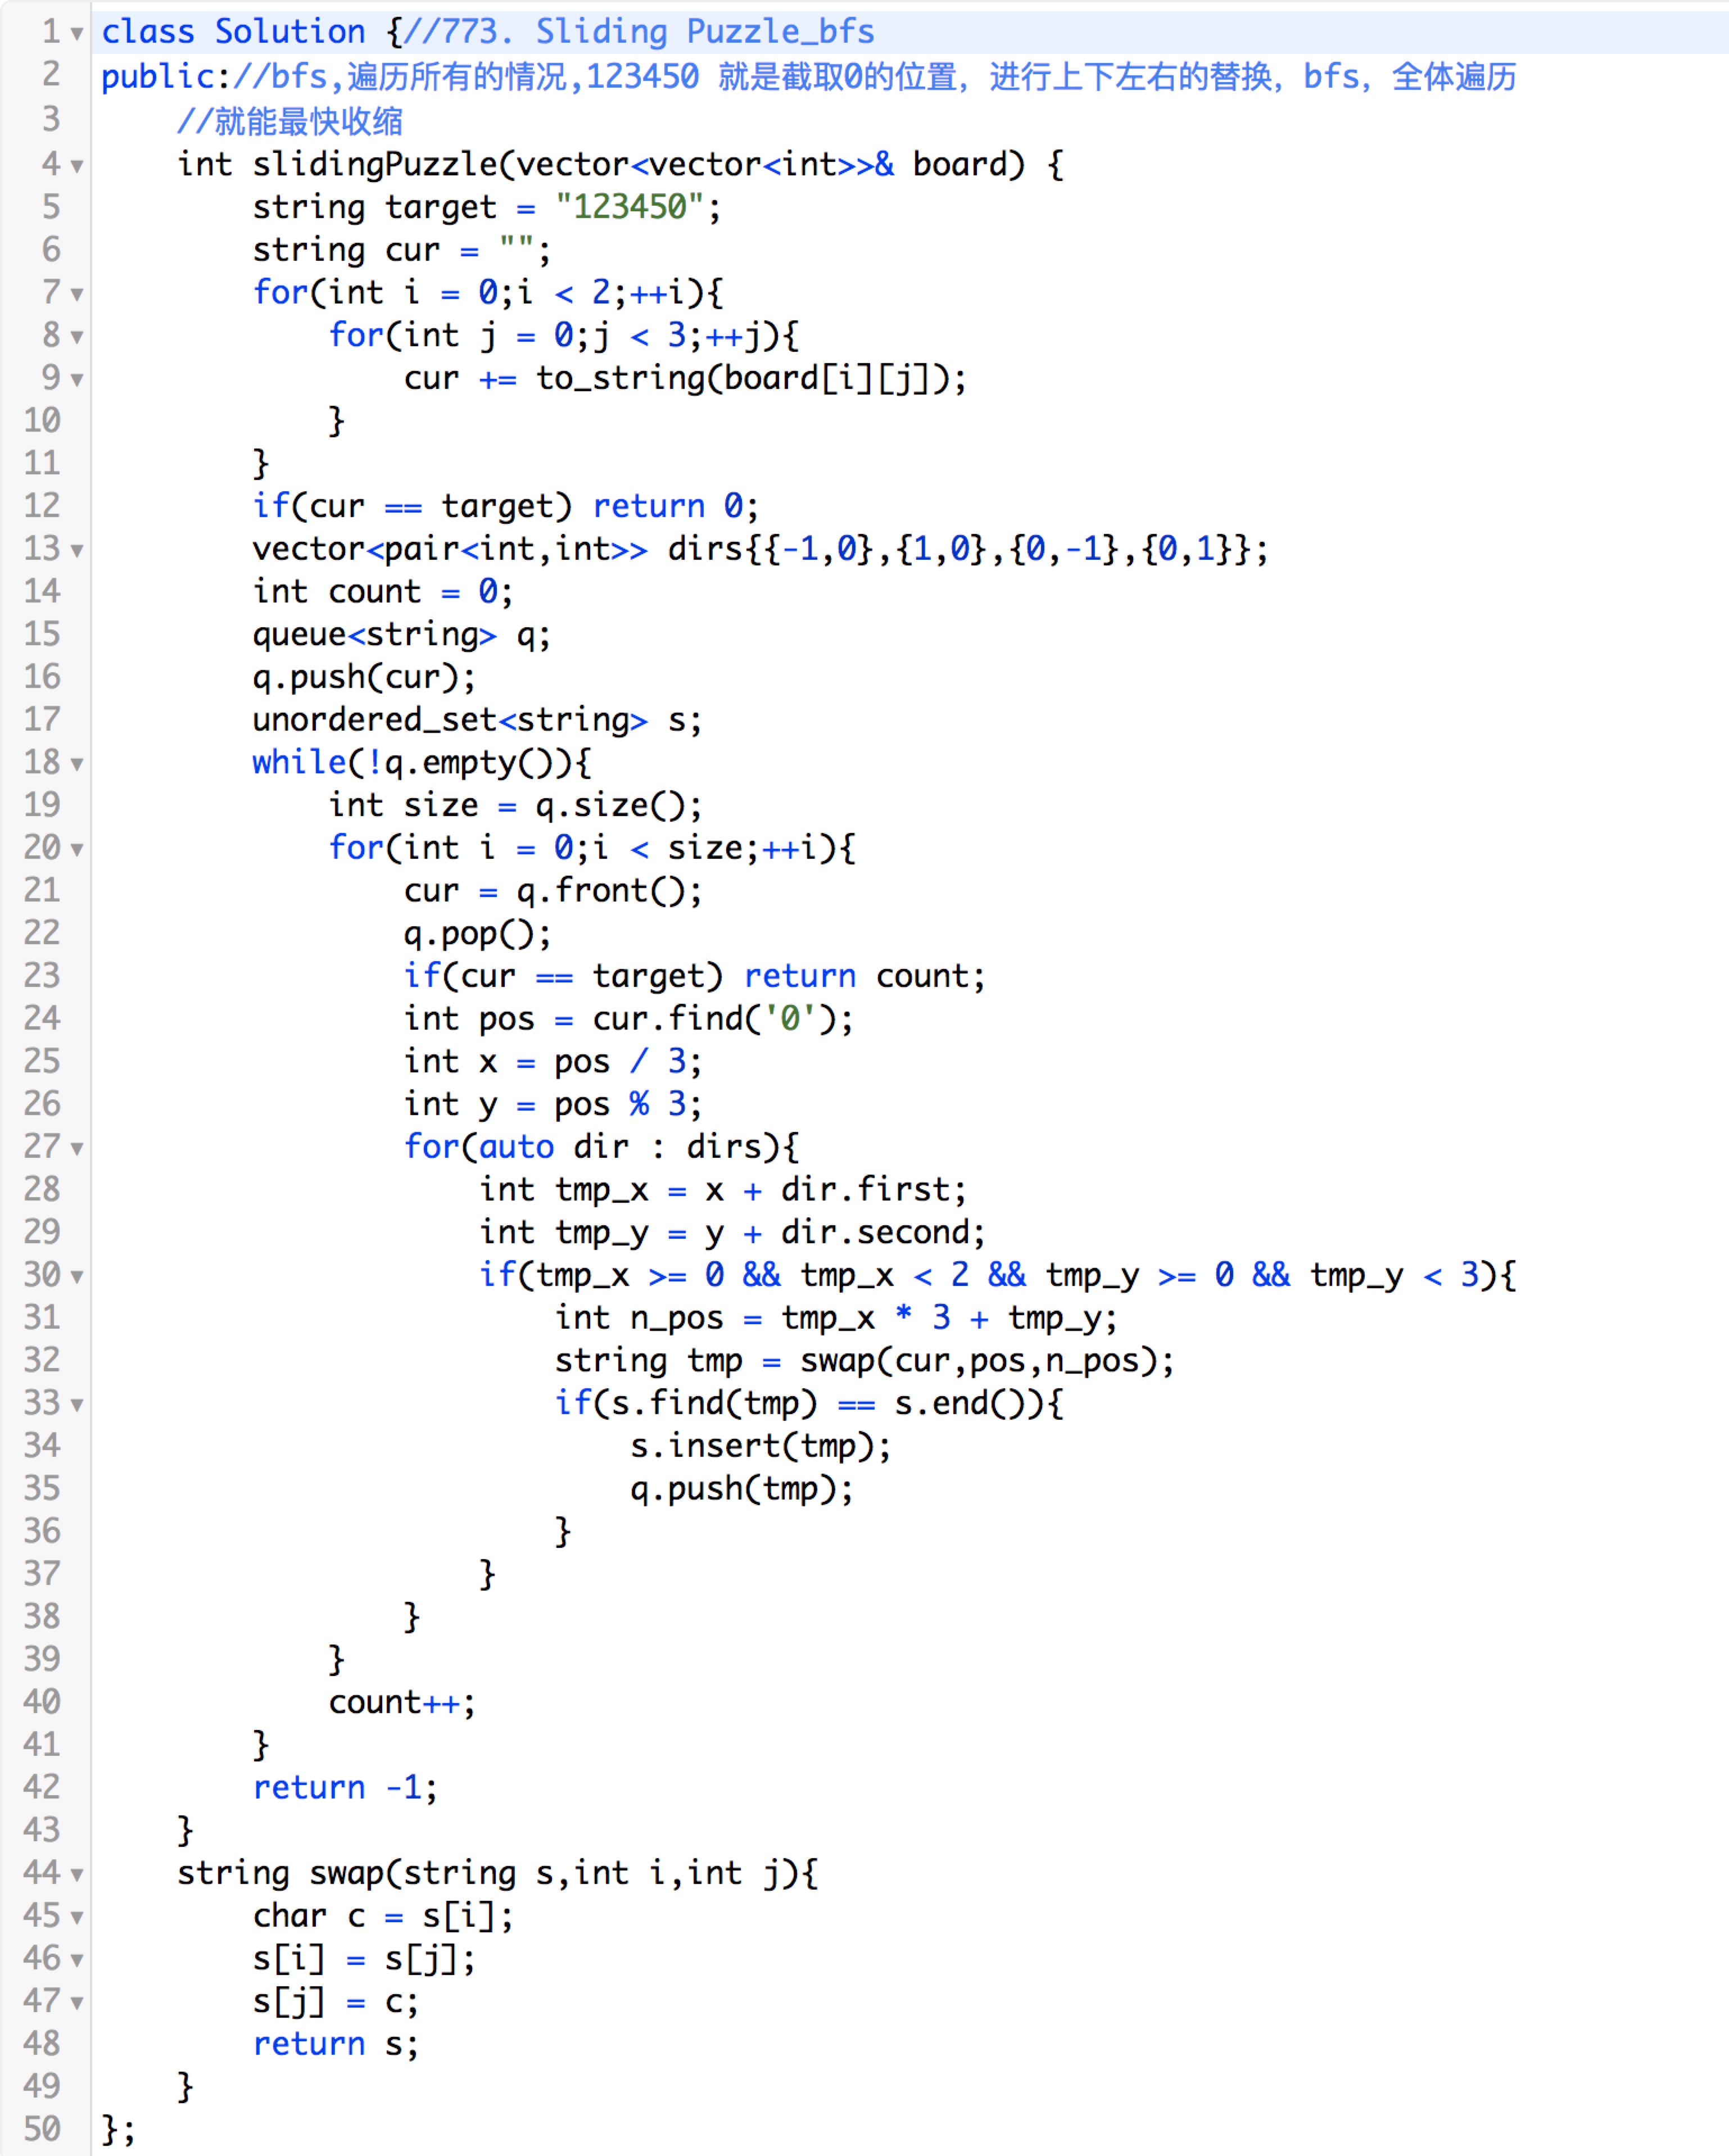 1 class Solution {//773. Sliding Puzzle_bfs
2 public://bfs,遍历所有的情况,123450 就是截取0的位置，进行上下左右的替换，bfs，全体遍历
3     //就能最快收缩
4     int slidingPuzzle(vector<vector<int>>& board) {
5         string target = "123450";
6         string cur = "";
7         for(int i = 0;i < 2;++i){
8             for(int j = 0;j < 3;++j){
9                 cur += to_string(board[i][j]);
10             }
11         }
12         if(cur == target) return 0;
13         vector<pair<int,int>> dirs{{-1,0},{1,0},{0,-1},{0,1}};
14         int count = 0;
15         queue<string> q;
16         q.push(cur);
17         unordered_set<string> s;
18         while(!q.empty()){
19             int size = q.size();
20             for(int i = 0;i < size;++i){
21                 cur = q.front();
22                 q.pop();
23                 if(cur == target) return count;
24                 int pos = cur.find('0');
25                 int x = pos / 3;
26                 int y = pos % 3;
27                 for(auto dir : dirs){
28                     int tmp_x = x + dir.first;
29                     int tmp_y = y + dir.second;
30                     if(tmp_x >= 0 && tmp_x < 2 && tmp_y >= 0 && tmp_y < 3){
31                         int n_pos = tmp_x * 3 + tmp_y;
32                         string tmp = swap(cur,pos,n_pos);
33                         if(s.find(tmp) == s.end()){
34                             s.insert(tmp);
35                             q.push(tmp);
36                         }
37                     }
38                 }
39             }
40             count++;
41         }
42         return -1;
43     }
44     string swap(string s,int i,int j){
45         char c = s[i];
46         s[i] = s[j];
47         s[j] = c;
48         return s;
49     }
50 };